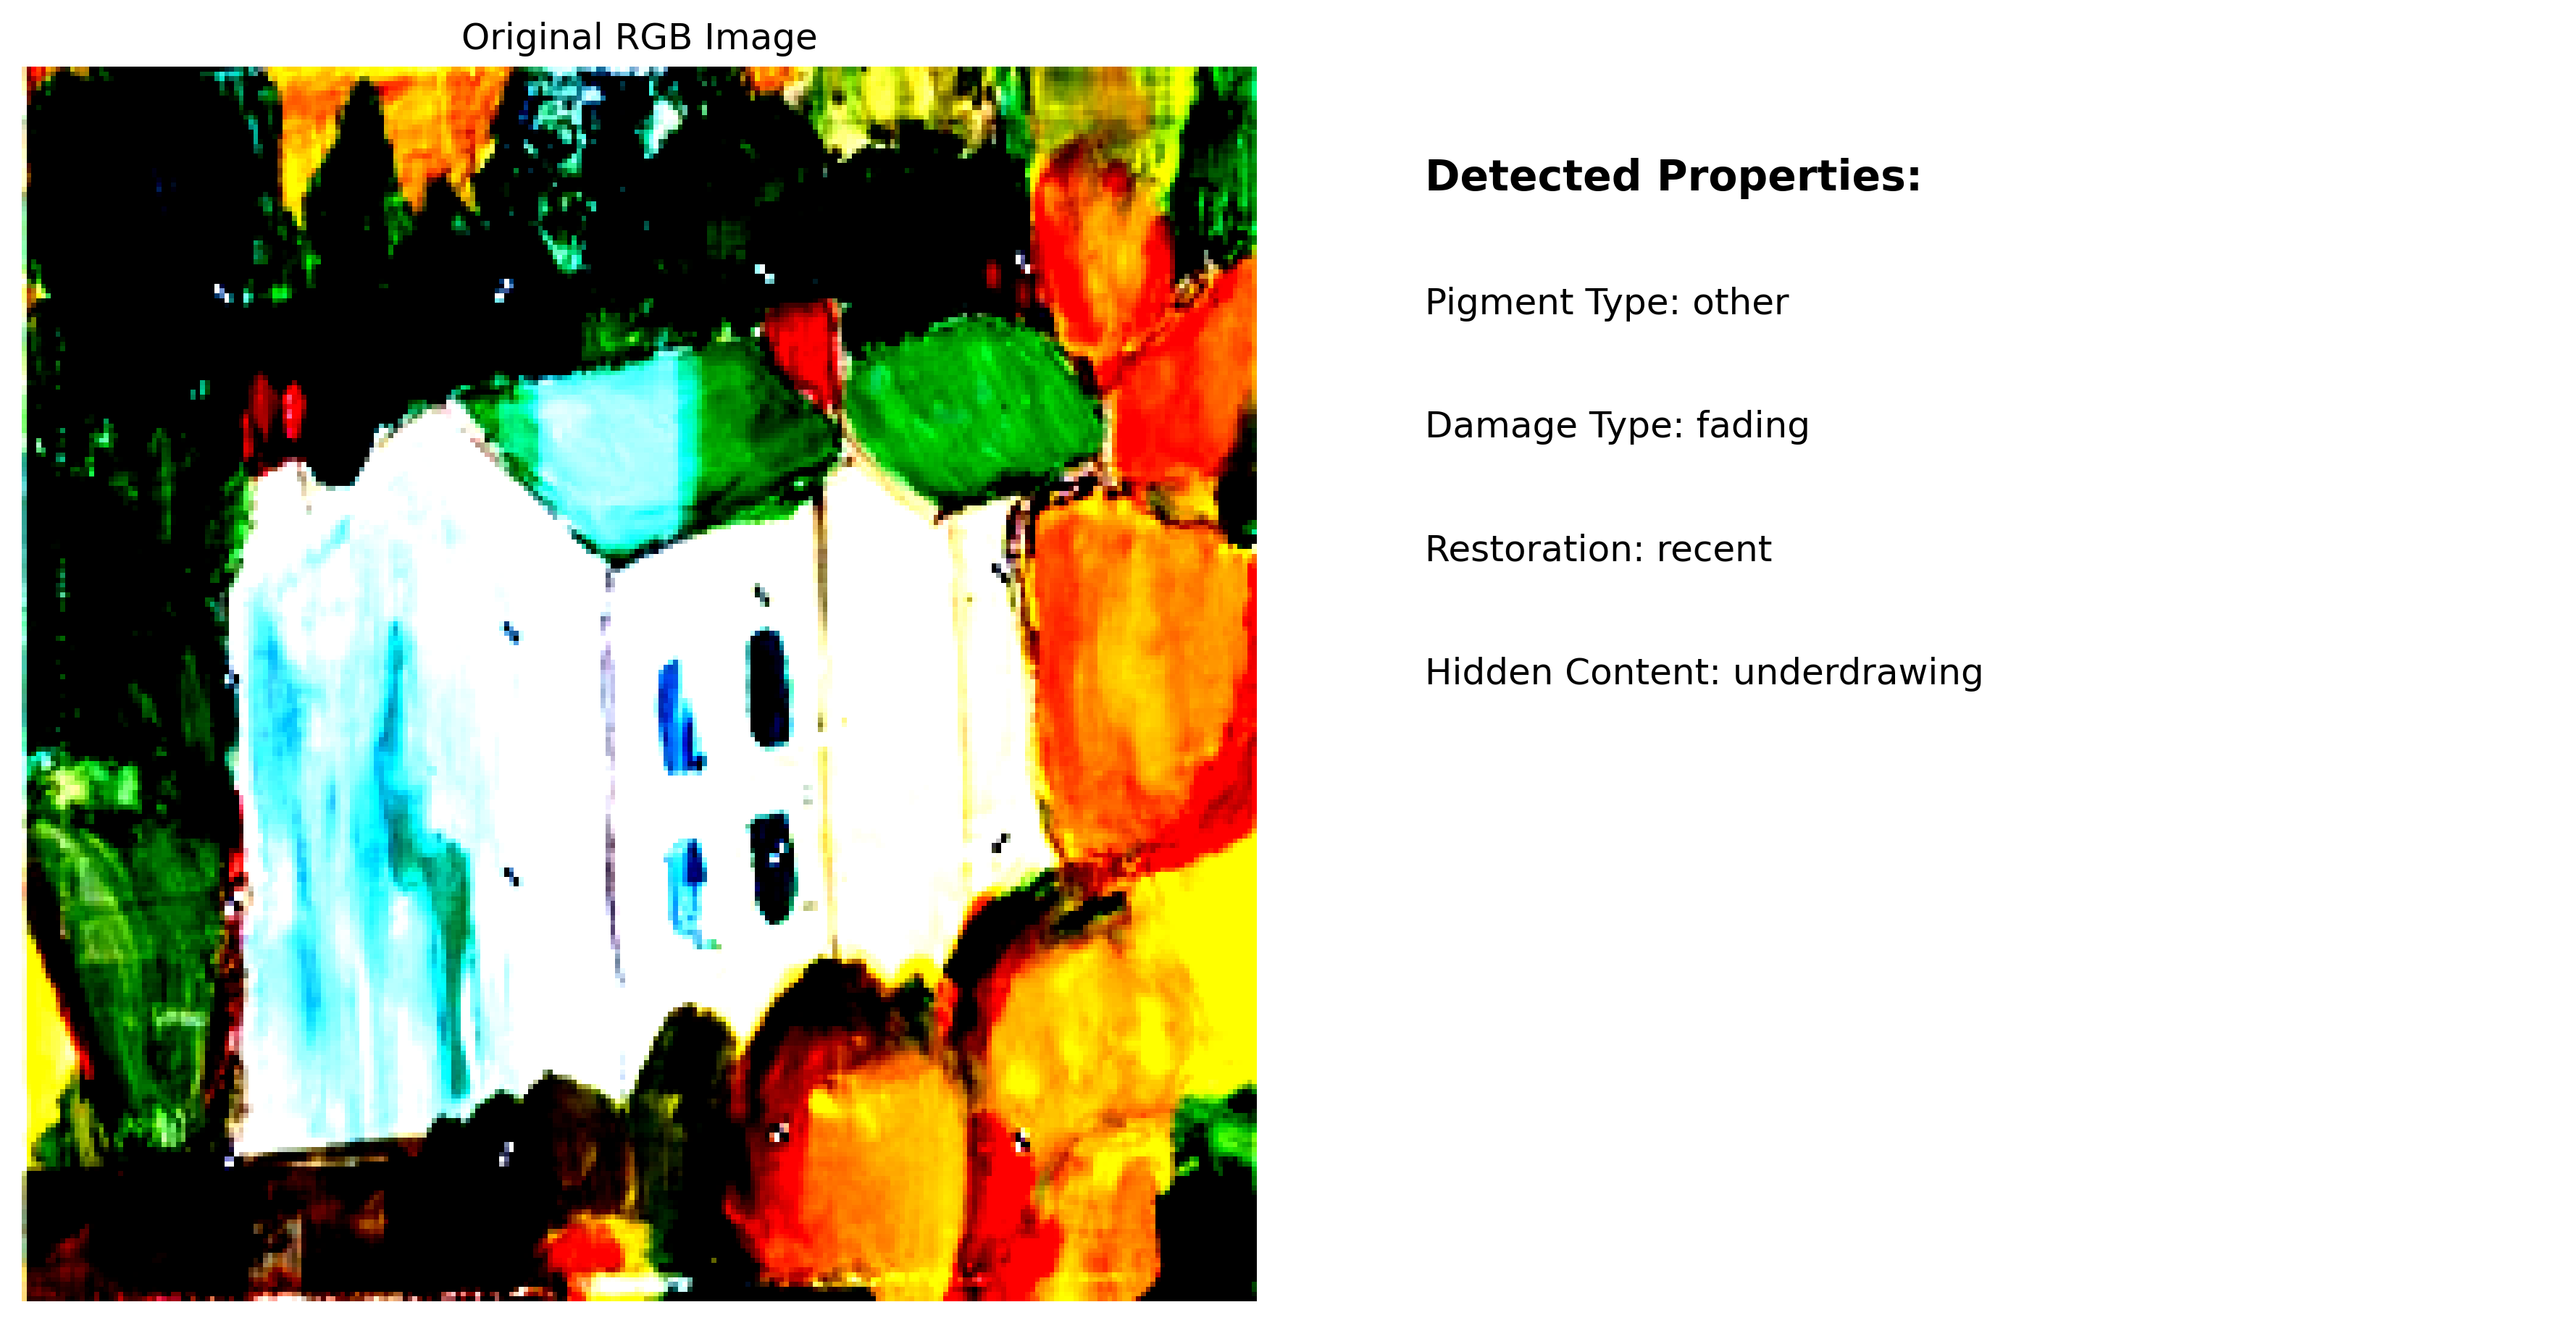 Original RGB Image
Detected Properties:
Pigment Type: other
Damage Type: fading
Restoration: recent
Hidden Content: underdrawing